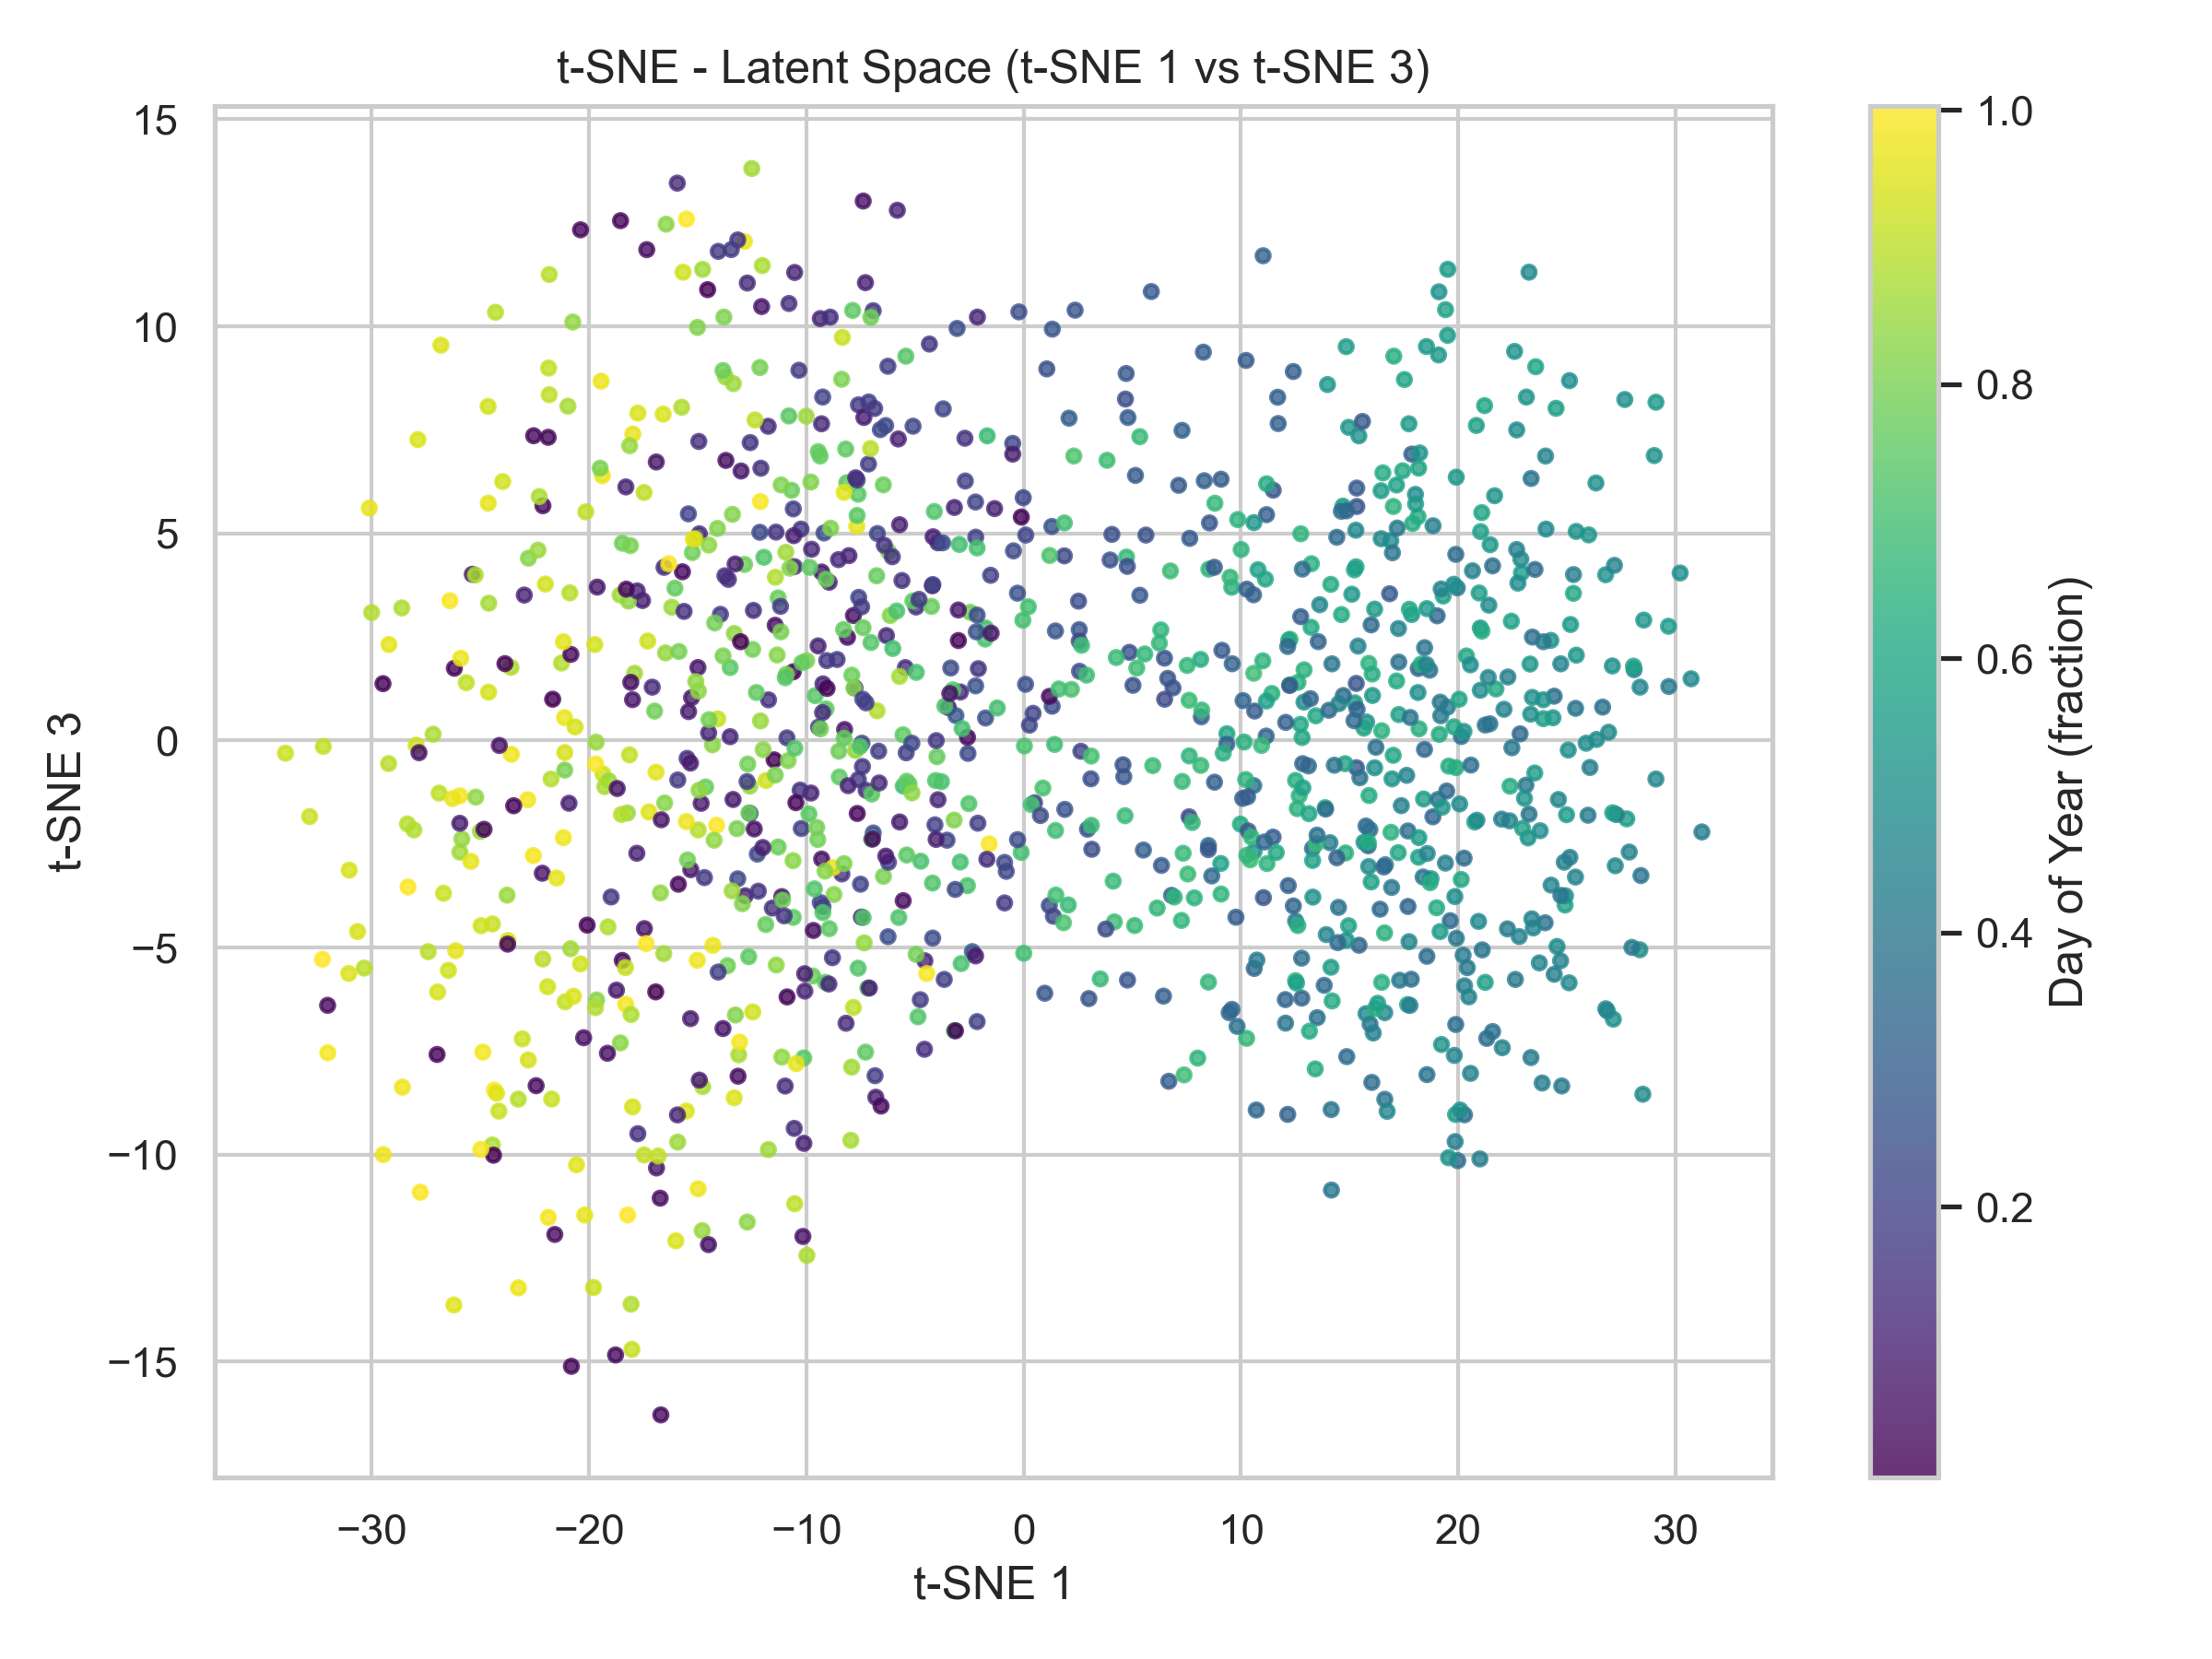 t-SNE - Latent Space (t-SNE 1 vs t-SNE 3)
15
10
5
0
−5
−10
−15
t-SNE 3
−30 −20 −10 0 10 20 30
t-SNE 1
1.0
0.8
0.6
0.4
0.2
Day of Year (fraction)